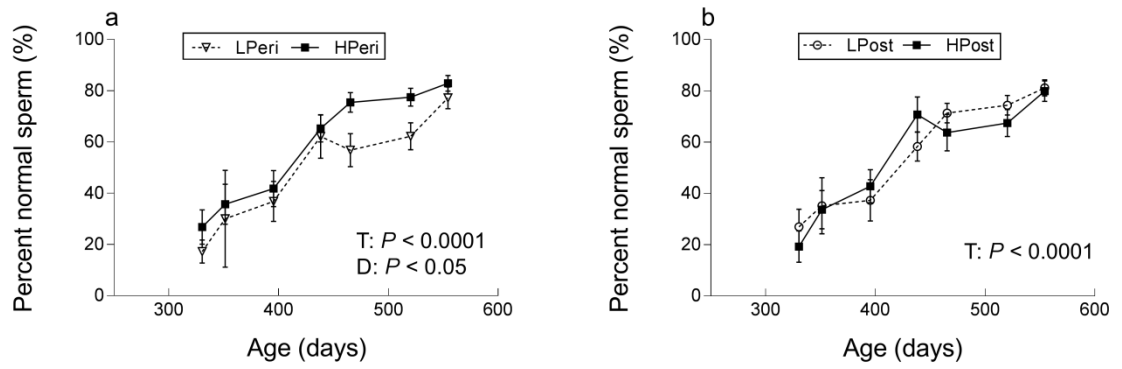 a
LPeri HPeri
Percent normal sperm (%)
100
80
60
40
20
0
T: P < 0.0001
D: P < 0.05
300 400 500 600
Age (days)
b
LPost HPost
Percent normal sperm (%)
100
80
60
40
20
0
T: P < 0.0001
300 400 500 600
Age (days)